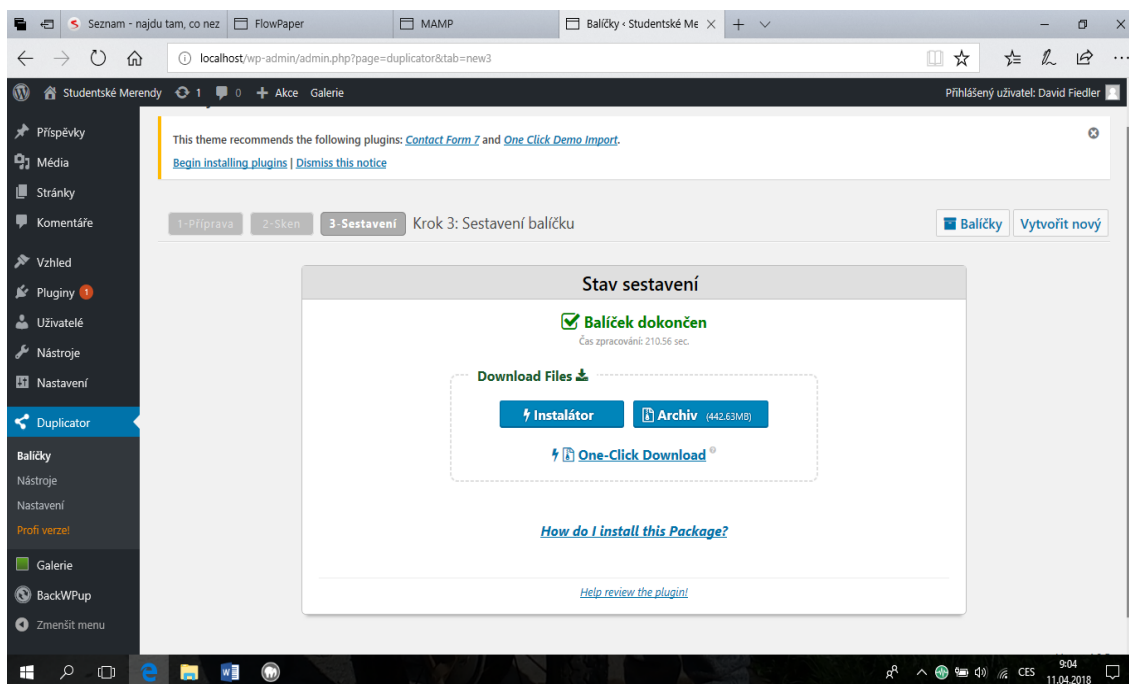 Seznam - najdu tam, co nez
FlowPaper
MAMP
Balíčky ‹ Studentské Me
localhost/wp-admin/admin.php?page=duplicator&tab=new3
Studentské Merendy 1 0 + Akce Galerie
Přihlášený uživatel: David Fiedler
Příspěvky
Média
Stránky
Komentáře
Vzhled
Pluginy 1
Uživatelé
Nástroje
Nastavení
Duplicator
Balíčky
Nástroje
Nastavení
Profi verze!
Galerie
BackWPup
Zmenšit menu
This theme recommends the following plugins: Contact Form 7 and One Click Demo Import.
Begin installing plugins | Dismiss this notice
1-Příprava 2-Sken 3-Sestavení Krok 3: Sestavení balíčku
Balíčky Vytvořit nový
Stav sestavení
Balíček dokončen
Čas zpracování: 210.56 sec.
Download Files
Instalátor
Archiv (442.63MB)
One-Click Download
How do I install this Package?
Help review the plugin!
CES
9:04
11.04.2018